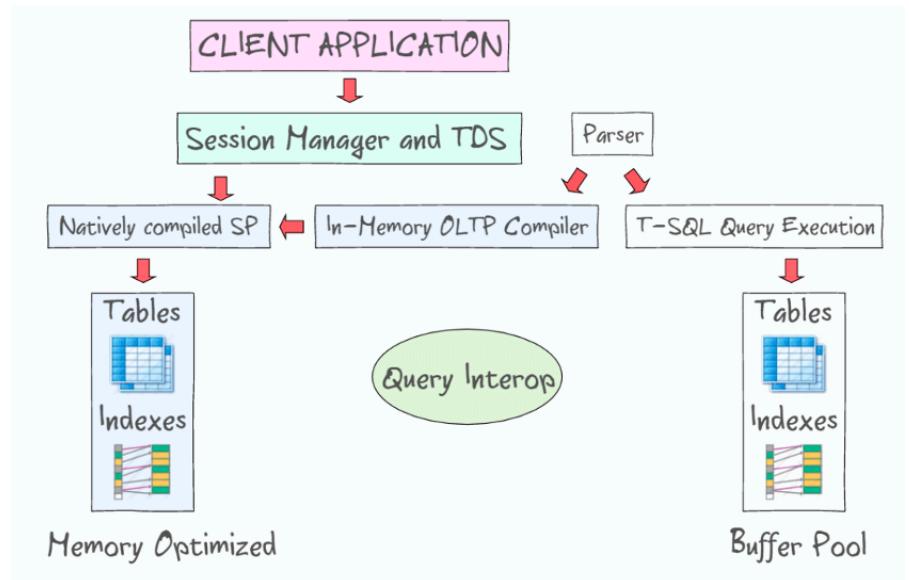 CLIENT APPLICATION
Session Manager and TDS
Parser
Natively compiled SP
In-Memory OLTP Compiler
T-SQL Query Execution
Tables
Indexes
Memory Optimized
Query Interop
Tables
Indexes
Buffer Pool